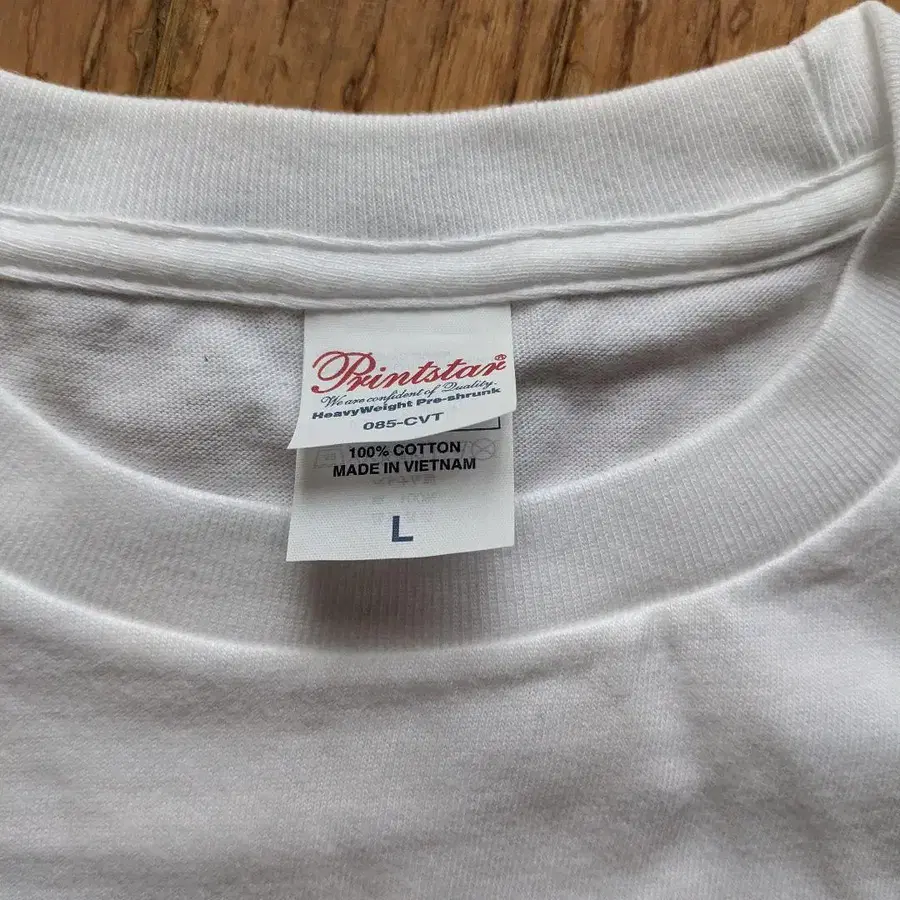 Printstar®
We are confident of Quality.
HeavyWeight Pre-shrunk
085-CVT
100% COTTON
MADE IN VIETNAM
L